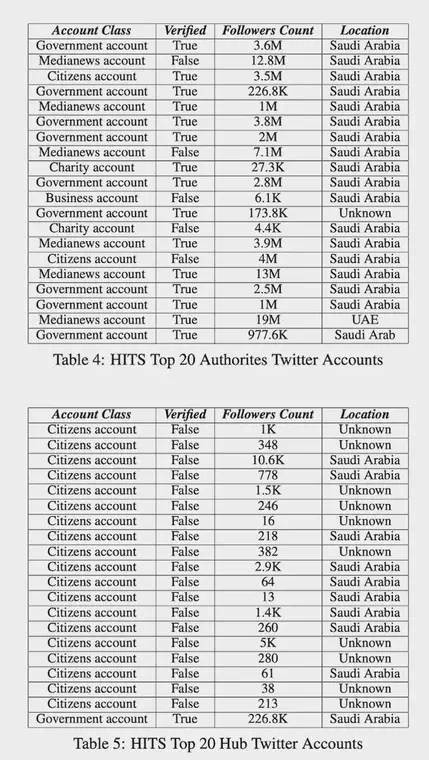 Account Class Verified Followers Count Location
Government account True 3.6M Saudi Arabia
Medianews account False 12.8M Saudi Arabia
Citizens account True 3.5M Saudi Arabia
Government account True 226.8K Saudi Arabia
Medianews account True 1M Saudi Arabia
Government account True 3.8M Saudi Arabia
Government account True 2M Saudi Arabia
Medianews account False 7.1M Saudi Arabia
Charity account True 27.3K Saudi Arabia
Government account True 2.8M Saudi Arabia
Business account False 6.1K Saudi Arabia
Government account True 173.8K Unknown
Charity account False 4.4K Saudi Arabia
Medianews account True 3.9M Saudi Arabia
Citizens account False 4M Saudi Arabia
Medianews account True 13M Saudi Arabia
Government account True 2.5M Saudi Arabia
Government account True 1M Saudi Arabia
Medianews account True 19M UAE
Government account True 977.6K Saudi Arab
Table 4: HITS Top 20 Authorites Twitter Accounts
Account Class Verified Followers Count Location
Citizens account False 1K Unknown
Citizens account False 348 Unknown
Citizens account False 10.6K Saudi Arabia
Citizens account False 778 Saudi Arabia
Citizens account False 1.5K Unknown
Citizens account False 246 Unknown
Citizens account False 16 Unknown
Citizens account False 218 Saudi Arabia
Citizens account False 382 Unknown
Citizens account False 2.9K Saudi Arabia
Citizens account False 64 Saudi Arabia
Citizens account False 13 Saudi Arabia
Citizens account False 1.4K Saudi Arabia
Citizens account False 260 Saudi Arabia
Citizens account False 5K Unknown
Citizens account False 280 Unknown
Citizens account False 61 Saudi Arabia
Citizens account False 38 Unknown
Citizens account False 213 Unknown
Government account True 226.8K Saudi Arabia
Table 5: HITS Top 20 Hub Twitter Accounts